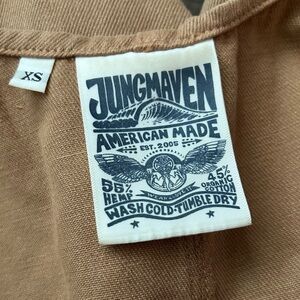 XS
JUNGMAVEN
AMERICAN MADE
EST. 2005
55% HEMP
45% ORGANIC COTTON
WASH COLD-TUMBLE DRY